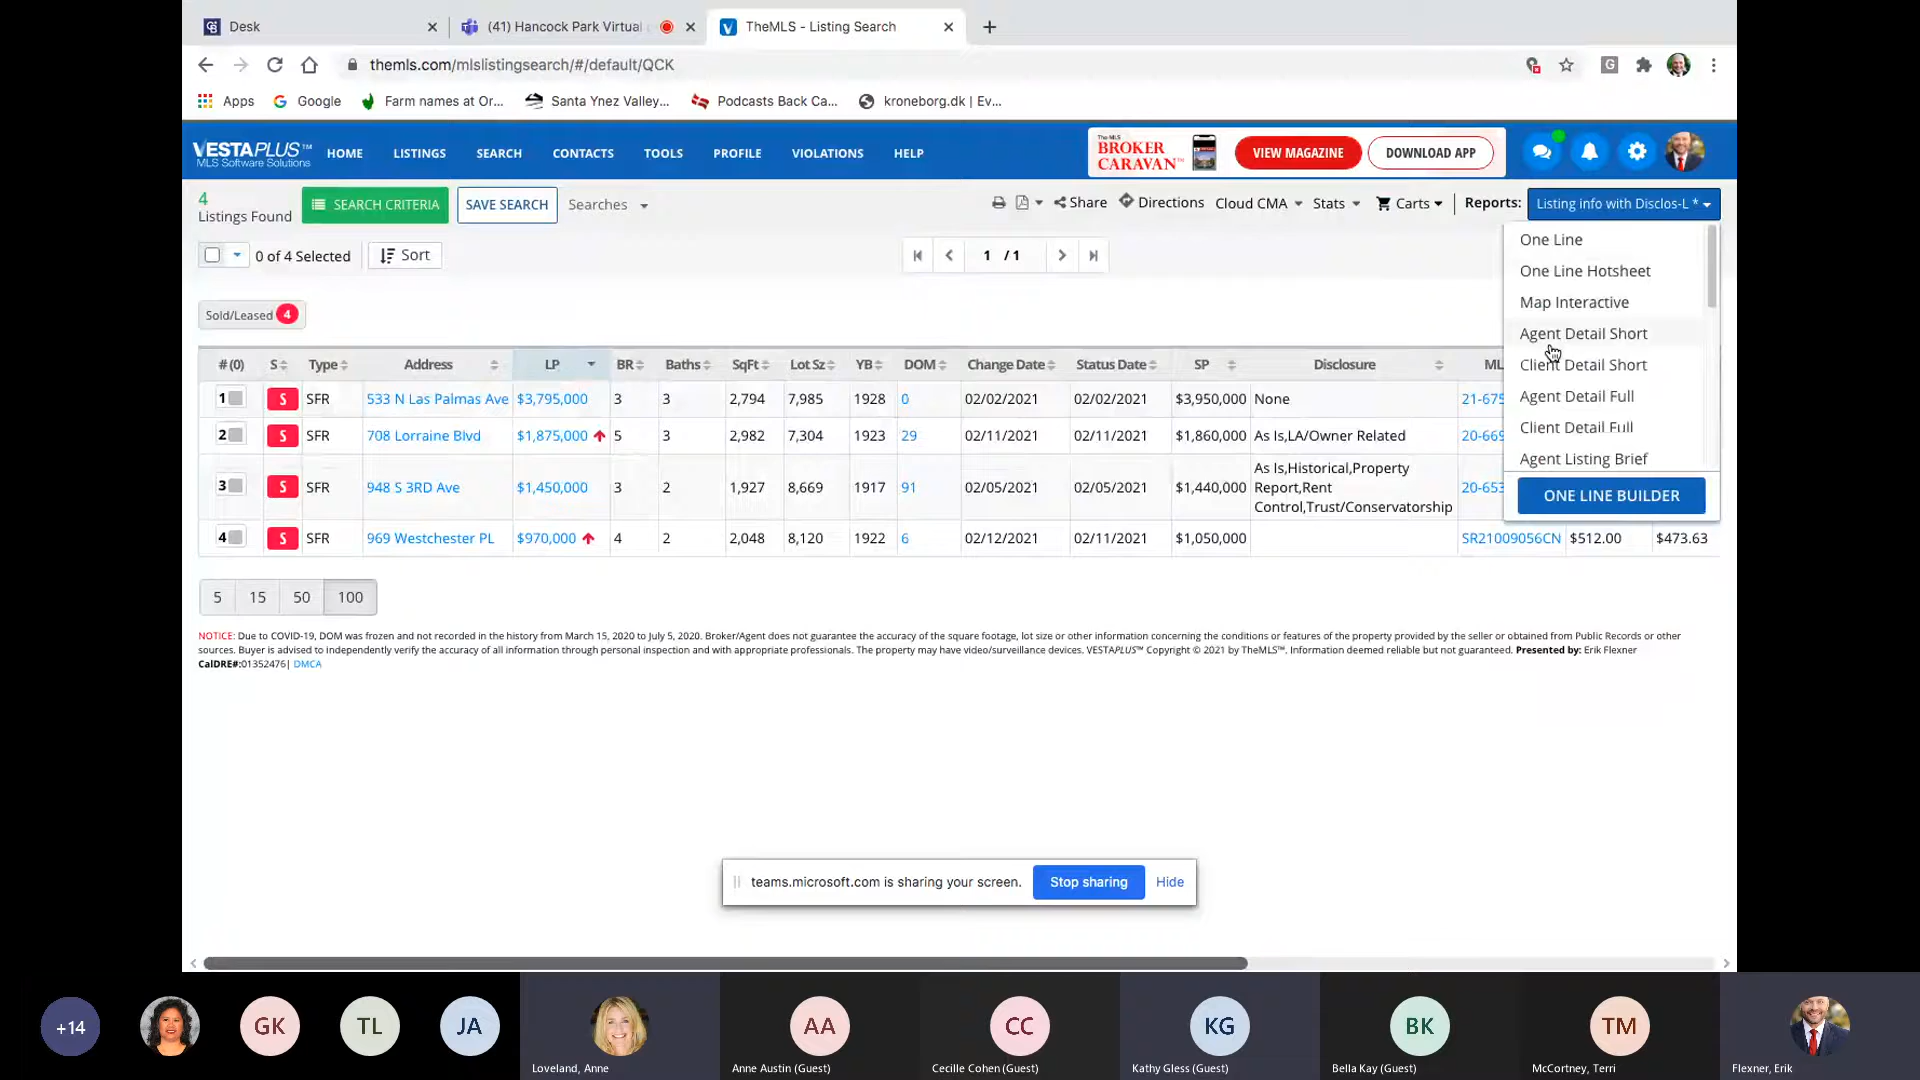 Desk
(41) Hancock Park Virtual
TheMLS - Listing Search
themls.com/mlslistingsearch/#/default/QCK
G
Apps
Google
Farm names at Or...
Santa Ynez Valley...
Podcasts Back Ca...
kroneborg.dk | Ev...
VESTAPLUS™
MLS Software Solutions
HOME
LISTINGS
SEARCH
CONTACTS
TOOLS
PROFILE
VIOLATIONS
HELP
The MLS
BROKER
CARAVAN™
VIEW MAGAZINE
DOWNLOAD APP
4
Listings Found
SEARCH CRITERIA
SAVE SEARCH
Searches
Share
Directions
Cloud CMA
Stats
Carts
Reports:
Listing info with Disclos-L *
0 of 4 Selected
Sort
1 / 1
One Line
One Line Hotsheet
Map Interactive
Agent Detail Short
Client Detail Short
Agent Detail Full
Client Detail Full
Agent Listing Brief
ONE LINE BUILDER
Sold/Leased 4
# (0) S Type Address LP BR Baths SqFt Lot Sz YB DOM Change Date Status Date SP Disclosure ML
1 S SFR 533 N Las Palmas Ave $3,795,000 3 3 2,794 7,985 1928 0 02/02/2021 02/02/2021 $3,950,000 None 21-675
2 S SFR 708 Lorraine Blvd $1,875,000 5 3 2,982 7,304 1923 29 02/11/2021 02/11/2021 $1,860,000 As Is,LA/Owner Related 20-669
3 S SFR 948 S 3RD Ave $1,450,000 3 2 1,927 8,669 1917 91 02/05/2021 02/05/2021 $1,440,000 As Is,Historical,Property
Report,Rent
Control,Trust/Conservatorship 20-653
4 S SFR 969 Westchester PL $970,000 4 2 2,048 8,120 1922 6 02/12/2021 02/11/2021 $1,050,000 SR21009056CN $512.00 $473.63
5 15 50 100
NOTICE: Due to COVID-19, DOM was frozen and not recorded in the history from March 15, 2020 to July 5, 2020. Broker/Agent does not guarantee the accuracy of the square footage, lot size or other information concerning the conditions or features of the property provided by the seller or obtained from Public Records or other
sources. Buyer is advised to independently verify the accuracy of all information through personal inspection and with appropriate professionals. The property may have video/surveillance devices. VESTAPLUS™ Copyright © 2021 by TheMLS™. Information deemed reliable but not guaranteed. Presented by: Erik Flexner
CalDRE#:01352476| DMCA
teams.microsoft.com is sharing your screen.
Stop sharing
Hide
+14
GK
TL
JA
AA
CC
KG
BK
TM
Loveland, Anne
Anne Austin (Guest)
Cecille Cohen (Guest)
Kathy Gless (Guest)
Bella Kay (Guest)
McCortney, Terri
Flexner, Erik